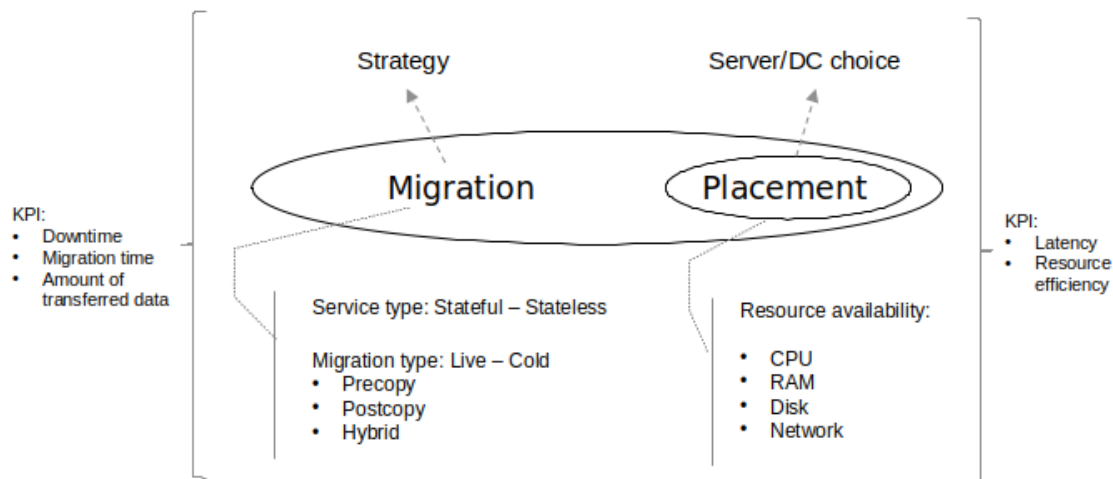 Strategy
Server/DC choice
Migration
Placement
KPI:
• Downtime
• Migration time
• Amount of
transferred data
KPI:
• Latency
• Resource
efficiency
Service type: Stateful – Stateless
Migration type: Live – Cold
• Precopy
• Postcopy
• Hybrid
Resource availability:
• CPU
• RAM
• Disk
• Network